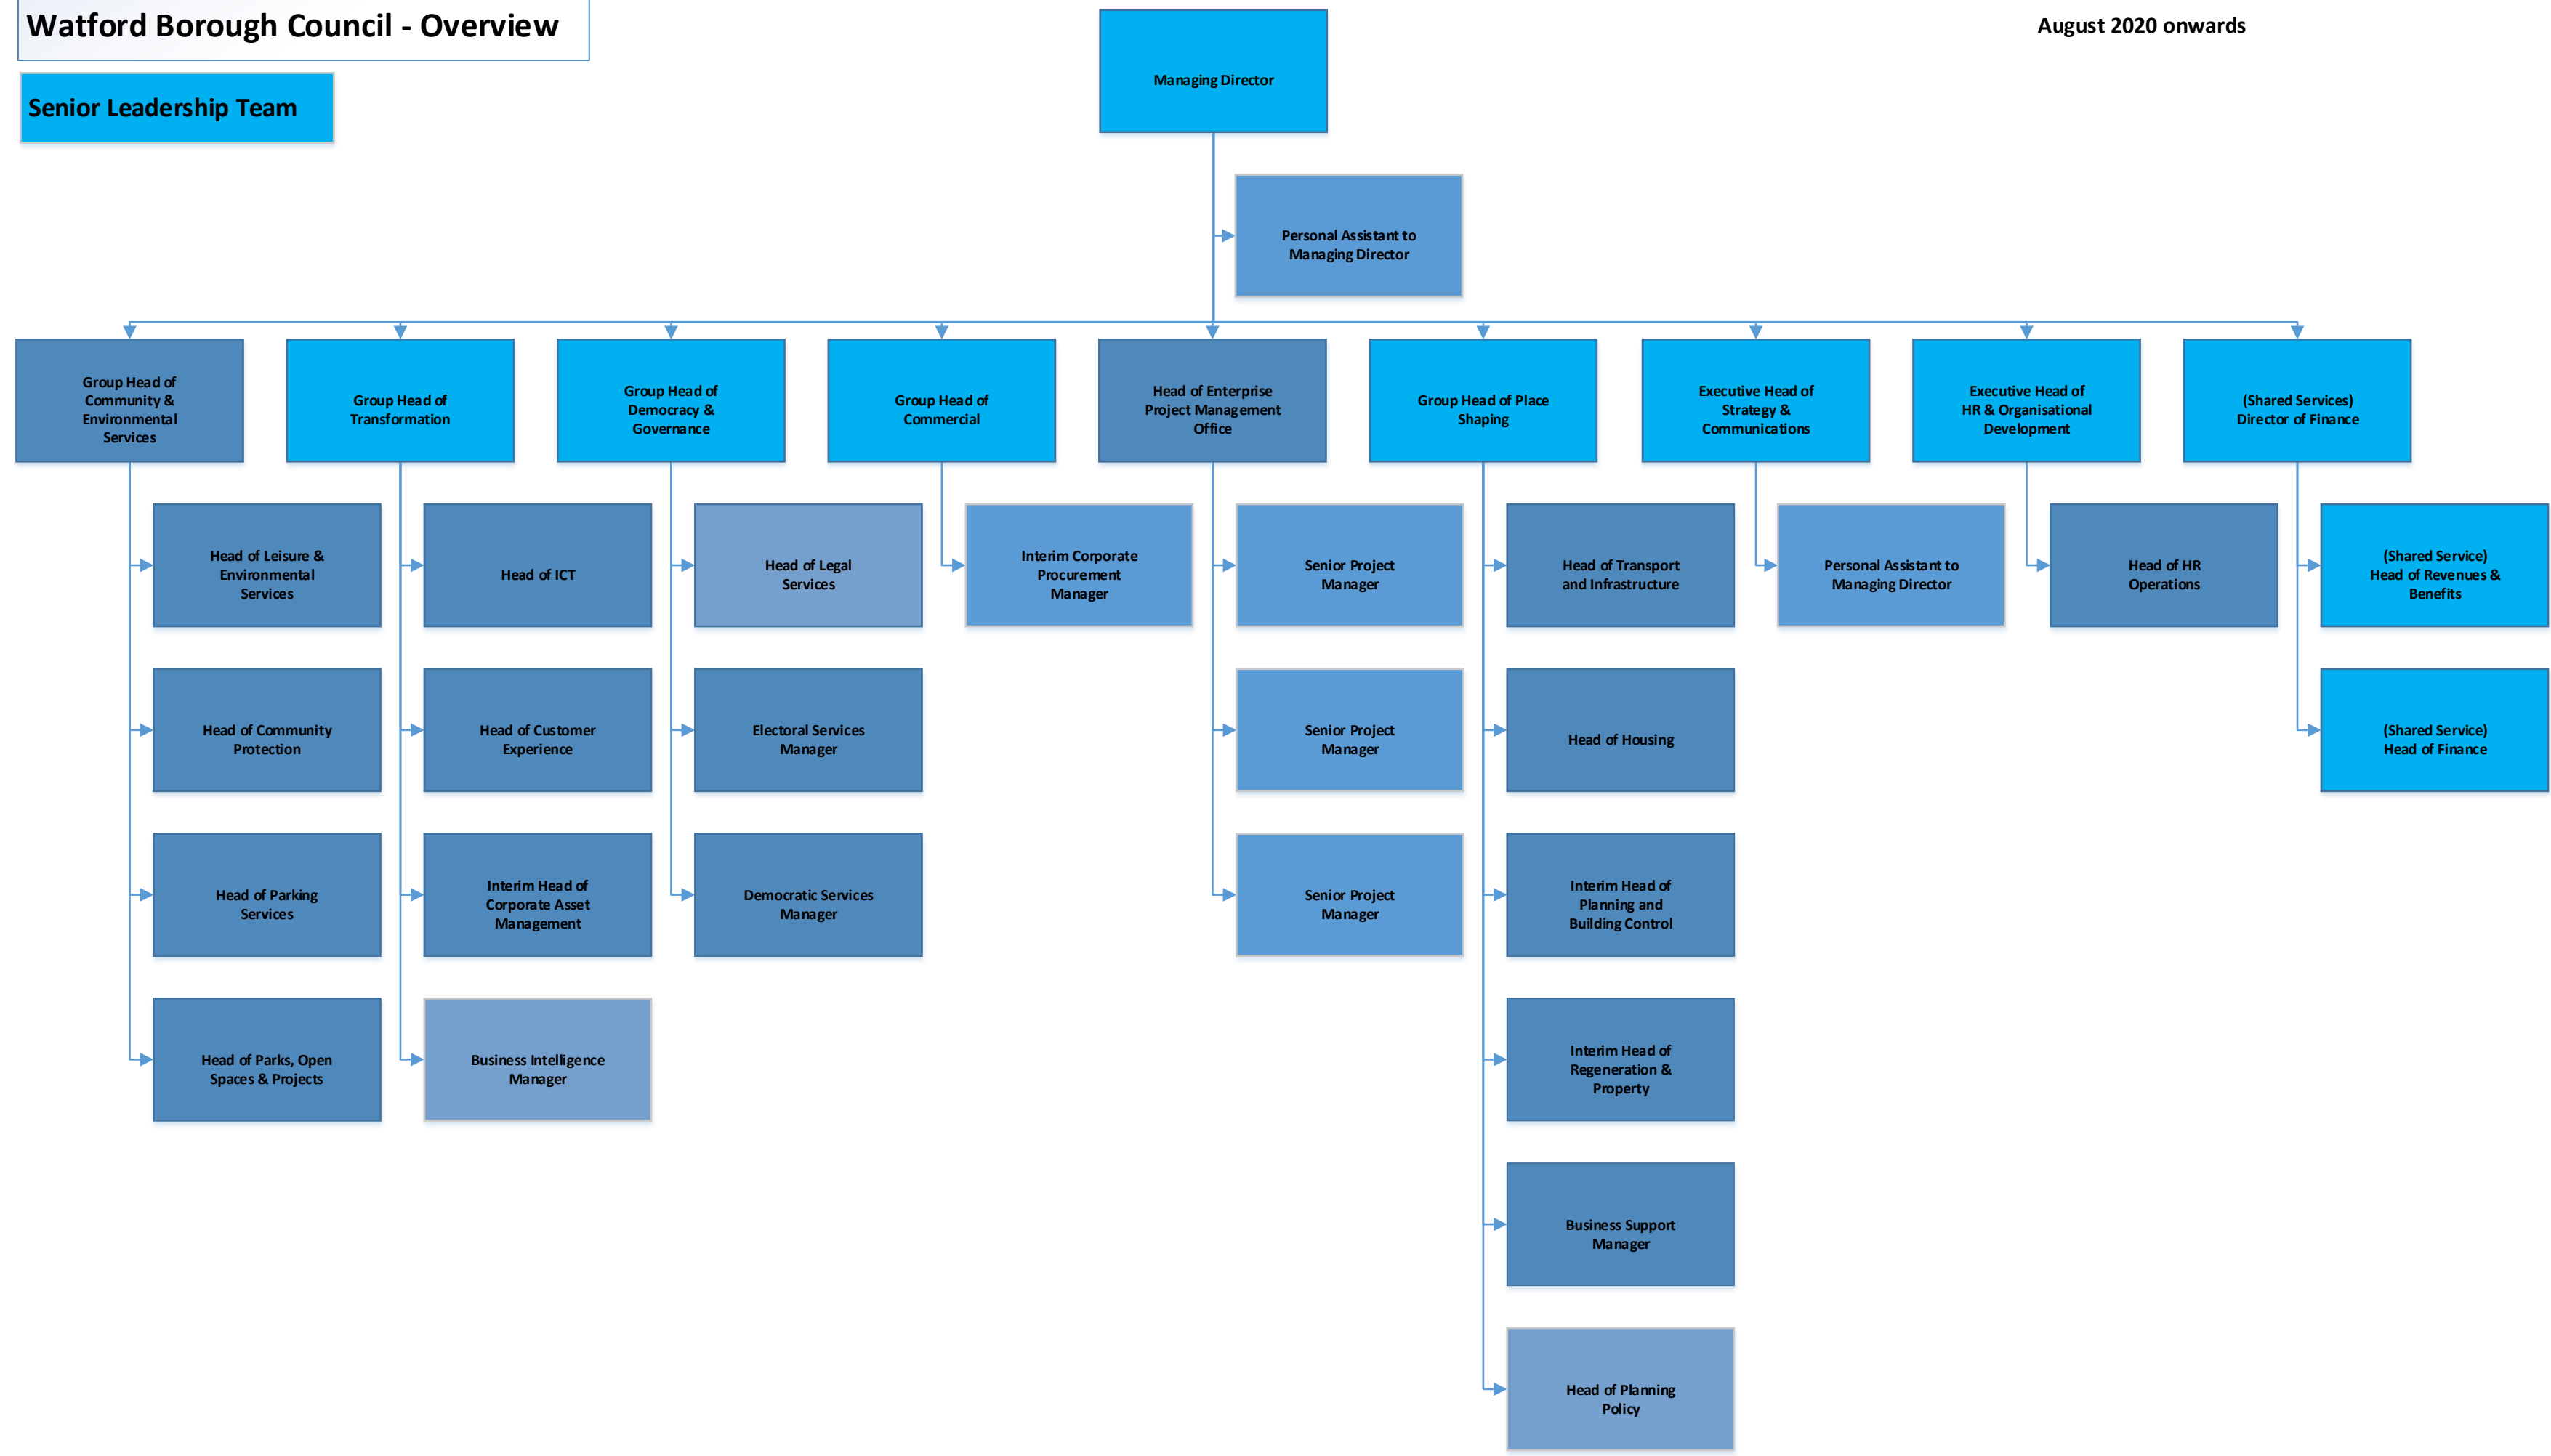 Watford Borough Council - Overview
August 2020 onwards
Senior Leadership Team
Managing Director
Personal Assistant to
Managing Director
Group Head of
Community &
Environmental
Services
Group Head of
Transformation
Group Head of
Democracy &
Governance
Group Head of
Commercial
Head of Enterprise
Project Management
Office
Group Head of Place
Shaping
Executive Head of
Strategy &
Communications
Executive Head of
HR & Organisational
Development
(Shared Services)
Director of Finance
Head of Leisure &
Environmental
Services
Head of ICT
Head of Legal
Services
Interim Corporate
Procurement
Manager
Senior Project
Manager
Head of Transport
and Infrastructure
Personal Assistant to
Managing Director
Head of HR
Operations
(Shared Service)
Head of Revenues &
Benefits
Head of Community
Protection
Head of Customer
Experience
Electoral Services
Manager
Senior Project
Manager
Head of Housing
(Shared Service)
Head of Finance
Head of Parking
Services
Interim Head of
Corporate Asset
Management
Democratic Services
Manager
Senior Project
Manager
Interim Head of
Planning and
Building Control
Head of Parks, Open
Spaces & Projects
Business Intelligence
Manager
Interim Head of
Regeneration &
Property
Business Support
Manager
Head of Planning
Policy